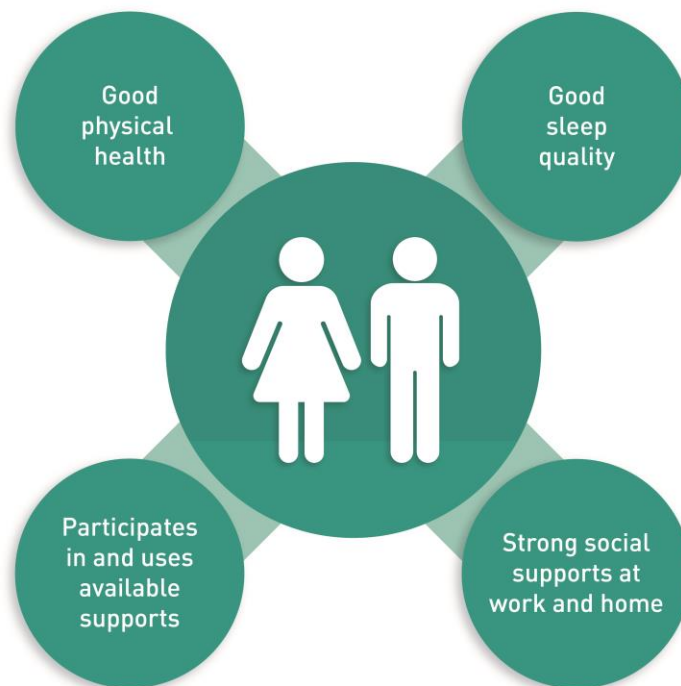 Good
physical
health
Good
sleep
quality
Participates
in and uses
available
supports
Strong social
supports at
work and home